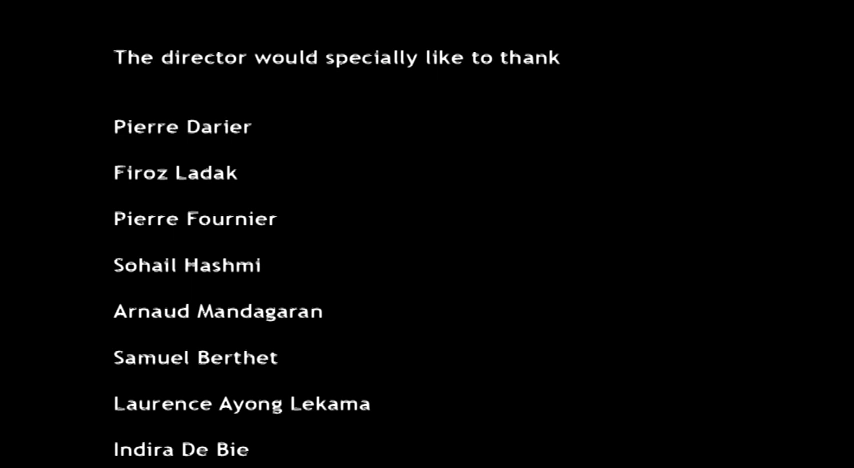 The director would specially like to thank
Pierre Darier
Firoz Ladak
Pierre Fournier
Sohail Hashmi
Arnaud Mandagaran
Samuel Berthet
Laurence Ayong Lekama
Indira De Bie